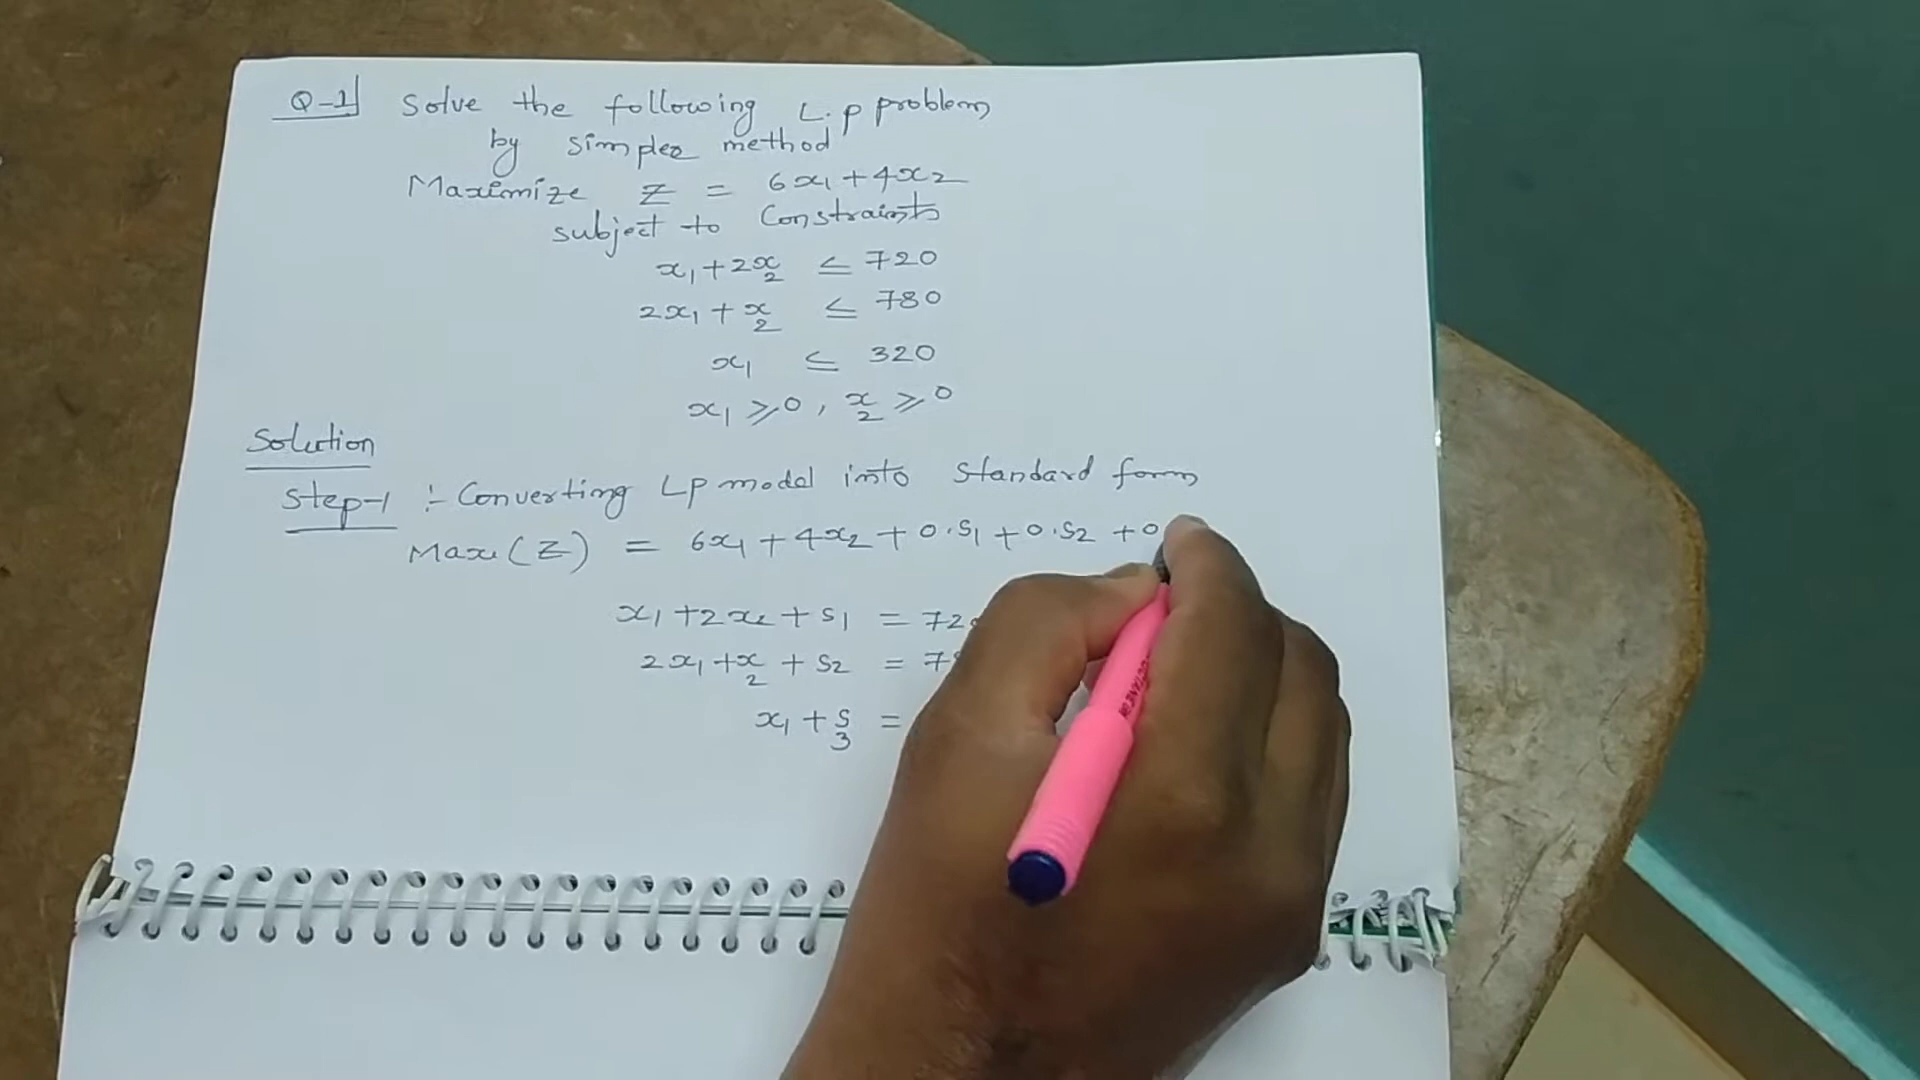 Q-1 Solve the following L.P problem
by simplex method
Maximize Z = 6x₁ + 4x₂
subject to Constraints
x₁ + 2x₂ ≤ 720
2x₁ + x₂ ≤ 780
x₁ ≤ 320
x₁ ≥ 0, x₂ ≥ 0
Solution
Step-1 :- Converting LP model into Standard form
Max(Z) = 6x₁ + 4x₂ + 0.S₁ + 0.S₂ + 0
x₁ + 2x₂ + S₁ = 72
2x₁ + x₂ + S₂ = 7
x₁ + S₃ =